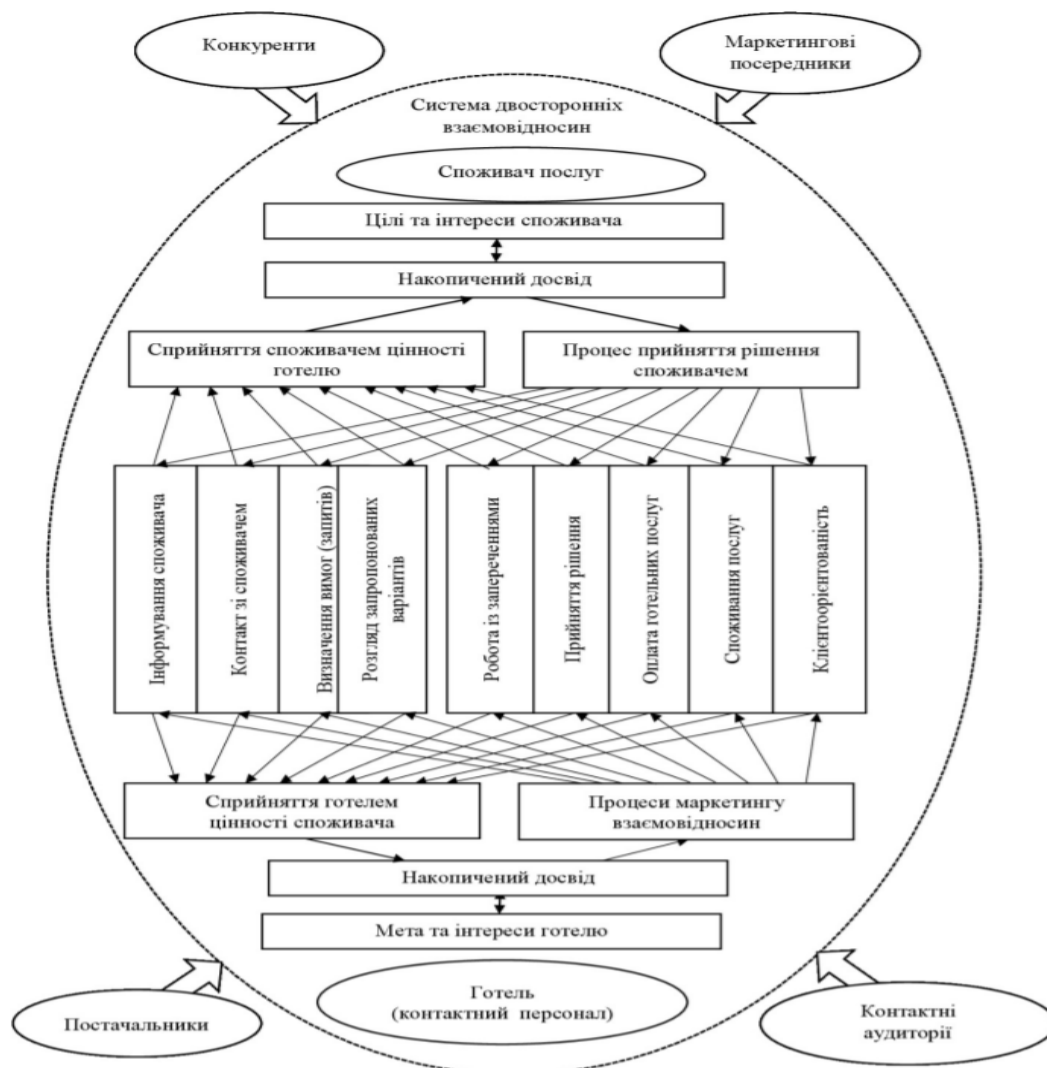 Конкуренти
Маркетингові
посередники
Система двосторонніх
взаємовідносин
Споживач послуг
Цілі та інтереси споживача
Накопичений досвід
Сприйняття споживачем цінності
готелю
Процес прийняття рішення
споживачем
Інформування споживача
Контакт зі споживачем
Визначення вимог (запитів)
Розгляд запропонованих
варіантів
Робота із запереченнями
Прийняття рішення
Оплата готельних послуг
Споживання послуг
Клієнтоорієнтованість
Сприйняття готелем
цінності споживача
Процеси маркетингу
взаємовідносин
Накопичений досвід
Мета та інтереси готелю
Готель
(контактний персонал)
Постачальники
Контактні
аудиторії